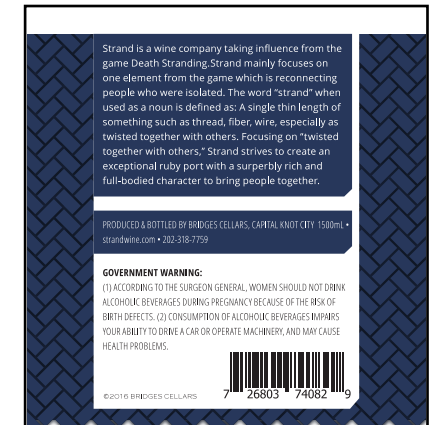 Strand is a wine company taking influence from the
game Death Stranding.Strand mainly focuses on
one element from the game which is reconnecting
people who were isolated. The word “strand” when
used as a noun is defined as: A single thin length of
something such as thread, fiber, wire, especially as
twisted together with others. Focusing on “twisted
together with others,” Strand strives to create an
exceptional ruby port with a surperbly rich and
full-bodied character to bring people together.
PRODUCED & BOTTLED BY BRIDGES CELLARS, CAPITAL KNOT CITY 1500mL •
strandwine.com • 202-318-7759
GOVERNMENT WARNING:
(1) ACCORDING TO THE SURGEON GENERAL, WOMEN SHOULD NOT DRINK
ALCOHOLIC BEVERAGES DURING PREGNANCY BECAUSE OF THE RISK OF
BIRTH DEFECTS. (2) CONSUMPTION OF ALCOHOLIC BEVERAGES IMPAIRS
YOUR ABILITY TO DRIVE A CAR OR OPERATE MACHINERY, AND MAY CAUSE
HEALTH PROBLEMS.
©2016 BRIDGES CELLARS
7 26803 74082 9